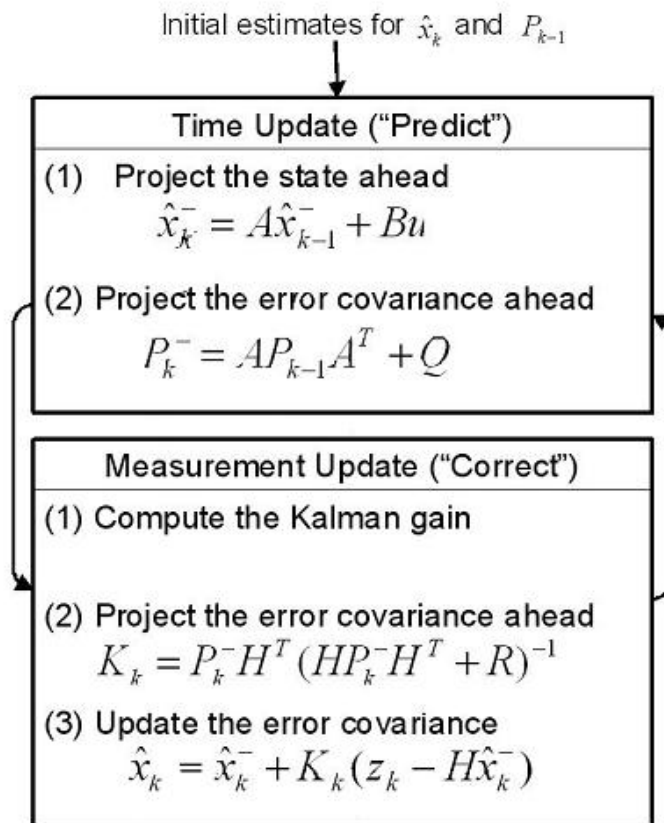 Initial estimates for x̂ₖ and Pₖ₋₁
Time Update (“Predict”)
(1) Project the state ahead
x̂ₖ⁻ = Ax̂ₖ₋₁⁻ + Bu
(2) Project the error covariance ahead
Pₖ⁻ = APₖ₋₁Aᵀ + Q
Measurement Update (“Correct”)
(1) Compute the Kalman gain
(2) Project the error covariance ahead
Kₖ = Pₖ⁻Hᵀ(HPₖ⁻Hᵀ + R)⁻¹
(3) Update the error covariance
x̂ₖ = x̂ₖ⁻ + Kₖ(zₖ − Hx̂ₖ⁻)